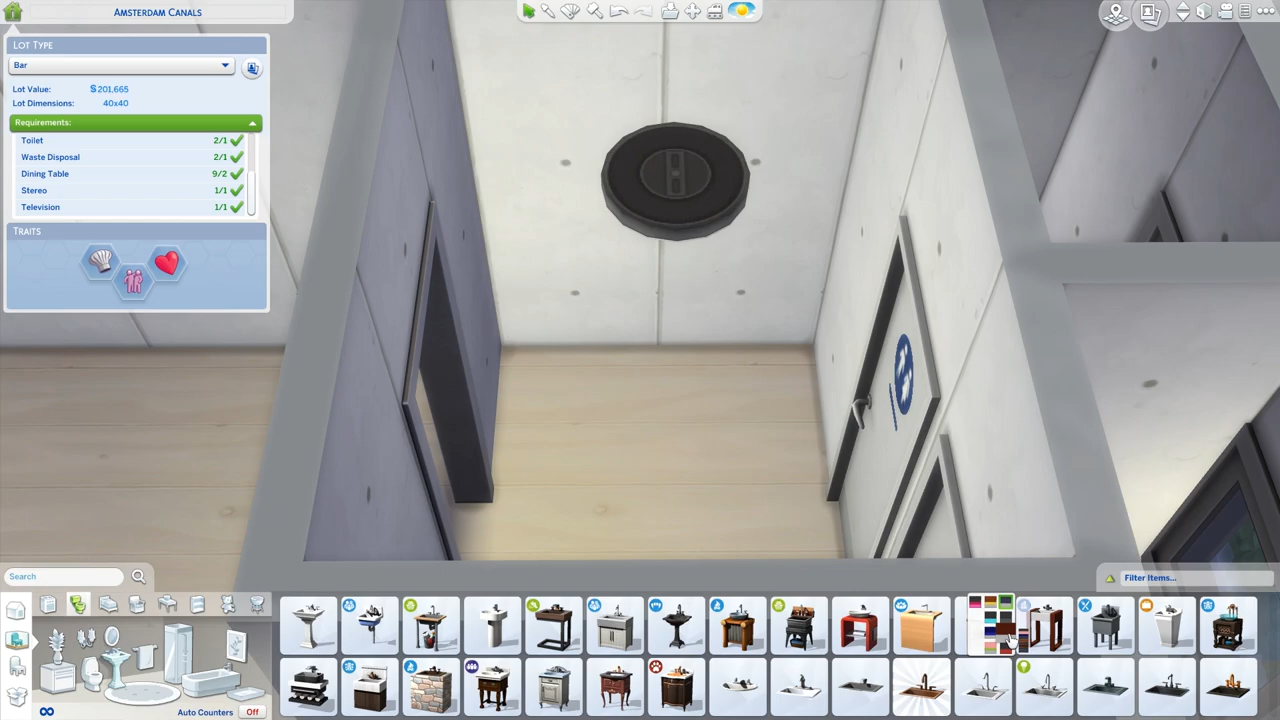 Amsterdam Canals
Lot Type
Bar
Lot Value: §201,665
Lot Dimensions: 40x40
Requirements:
Toilet 2/1
Waste Disposal 2/1
Dining Table 9/2
Stereo 1/1
Television 1/1
Traits
Search
Filter Items...
Auto Counters Off